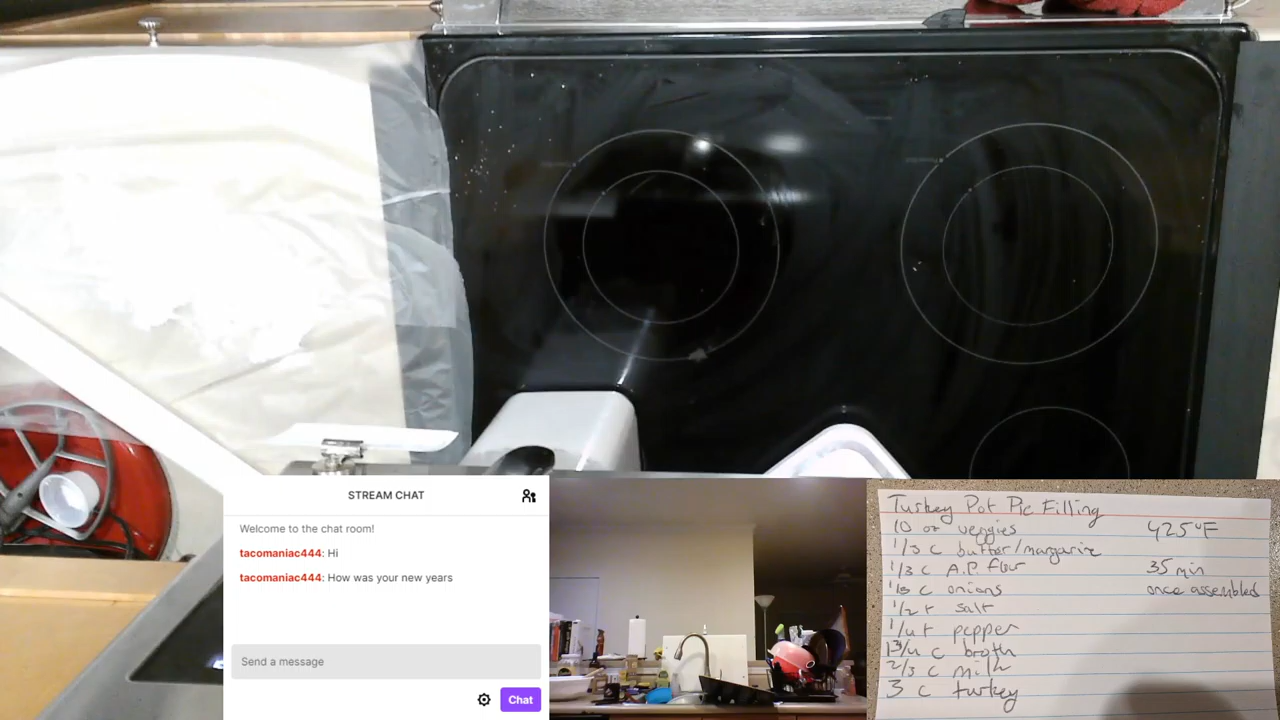 STREAM CHAT
Welcome to the chat room!
tacomaniac444: Hi
tacomaniac444: How was your new years
Send a message
Chat
Turkey Pot Pie Filling
10 oz veggies
425°F
1/3 c butter/margarine
1/3 c A.P. flour
35 min
1/3 c onions
once assembled
1/2 t salt
1/4 t pepper
1 3/4 c broth
2/3 c milk
3 c turkey